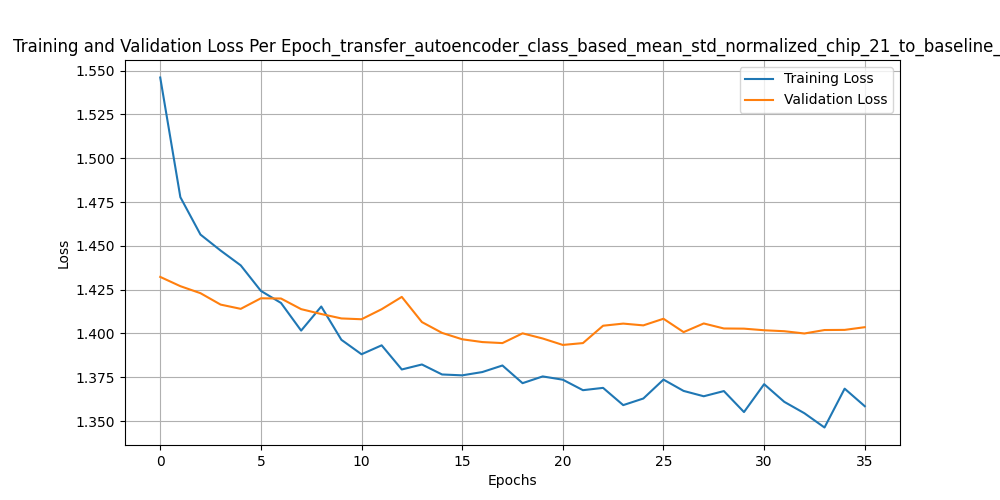 Training and Validation Loss Per Epoch_transfer_autoencoder_class_based_mean_std_normalized_chip_21_to_baseline_
1.550
1.525
1.500
1.475
1.450
1.425
1.400
1.375
1.350
Loss
Training Loss
Validation Loss
0 5 10 15 20 25 30 35
Epochs